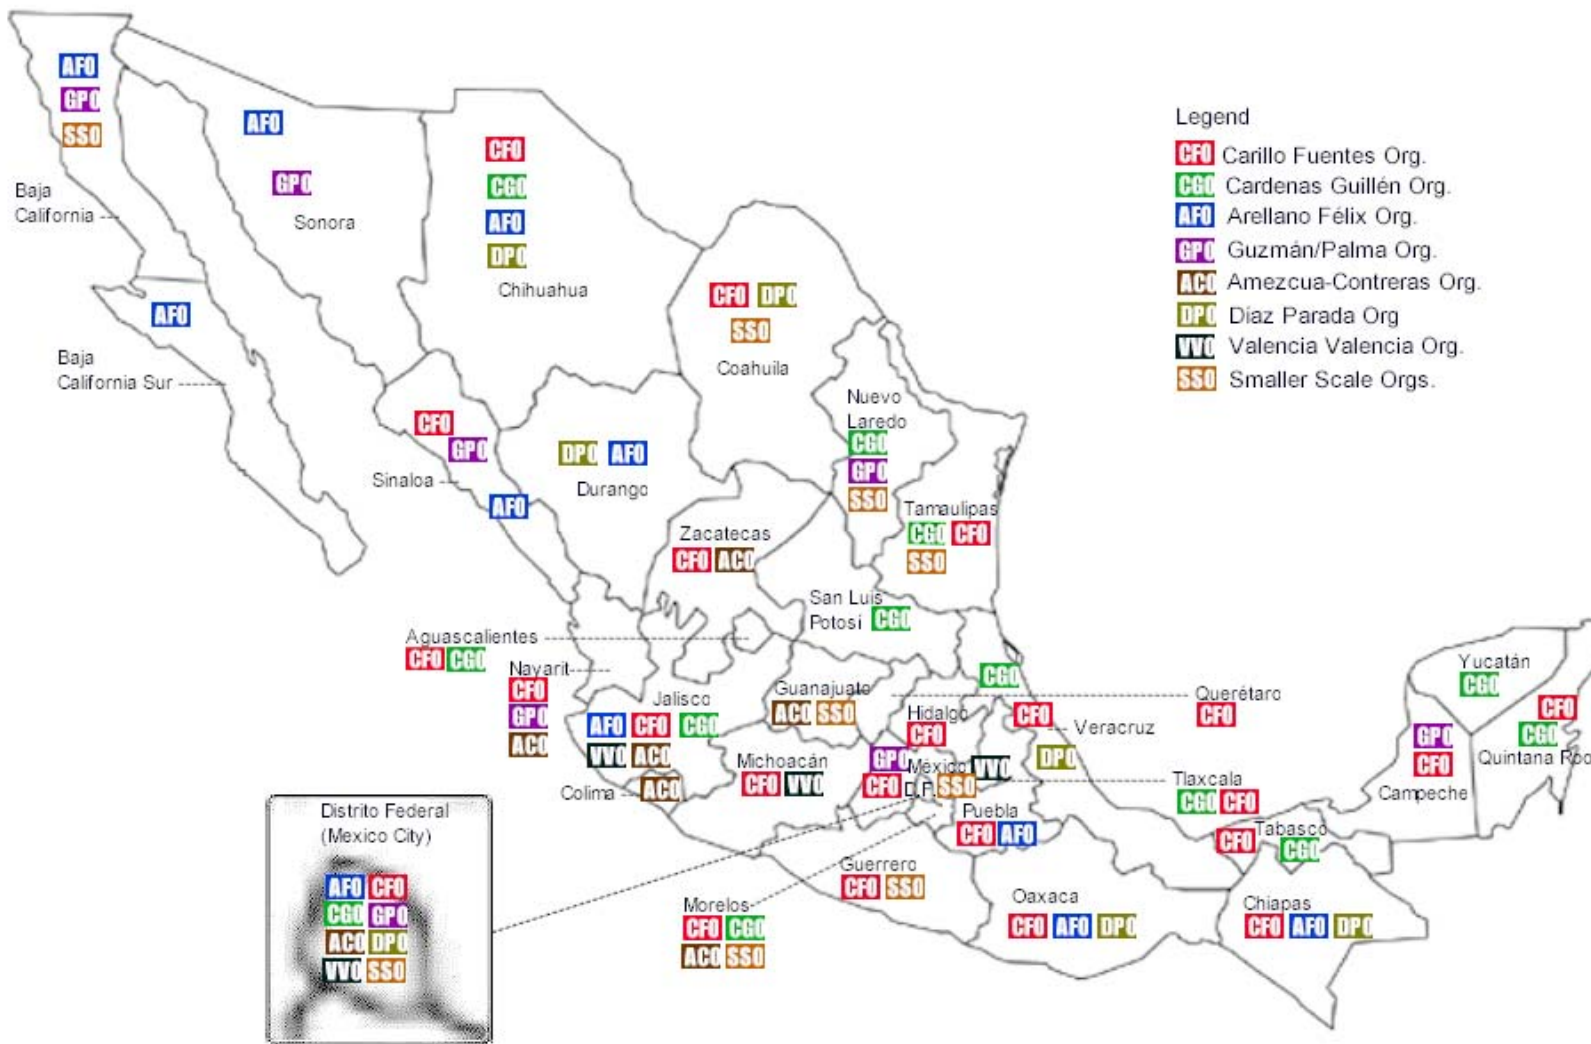 AFO
GPO
SSO
Baja
California
AFO
GPO
Sonora
CFO
CGO
AFO
DPO
Chihuahua
Legend
CFO Carillo Fuentes Org.
CGO Cardenas Guillén Org.
AFO Arellano Félix Org.
GPO Guzmán/Palma Org.
ACO Amezcua-Contreras Org.
DPO Díaz Parada Org
VVO Valencia Valencia Org.
SSO Smaller Scale Orgs.
AFO
Baja
California Sur
CFO DPO
SSO
Coahuila
Nuevo
Laredo
CGO
GPO
SSO
CFO
GPO
Sinaloa
AFO
DPO AFO
Durango
Zacatecas
CFO ACO
Tamaulipas
CGO CFO
SSO
San Luis
Potosí CGO
Aguascalientes
CFO CGO
Nayarit
CFO
GPO
ACO
Jalisco
AFO CFO CGO
VVO ACO
Colima ACO
Guanajuato
ACO SSO
Michoacán
CFO VVO
CGO
Querétaro
CFO
Hidalgo
CFO
CFO
Veracruz
DPO
GPO
México VVO
CFO D.F. SSO
Tlaxcala
CGO CFO
Puebla
CFO AFO
Yucatán
CGO
CFO
CGO
Quintana Roo
GPO
CFO
Campeche
CFO Tabasco
CGO
Distrito Federal
(Mexico City)
AFO CFO
CGO GPO
ACO DPO
VVO SSO
Guerrero
CFO SSO
Morelos
CFO CGO
ACO SSO
Oaxaca
CFO AFO DPO
Chiapas
CFO AFO DPO